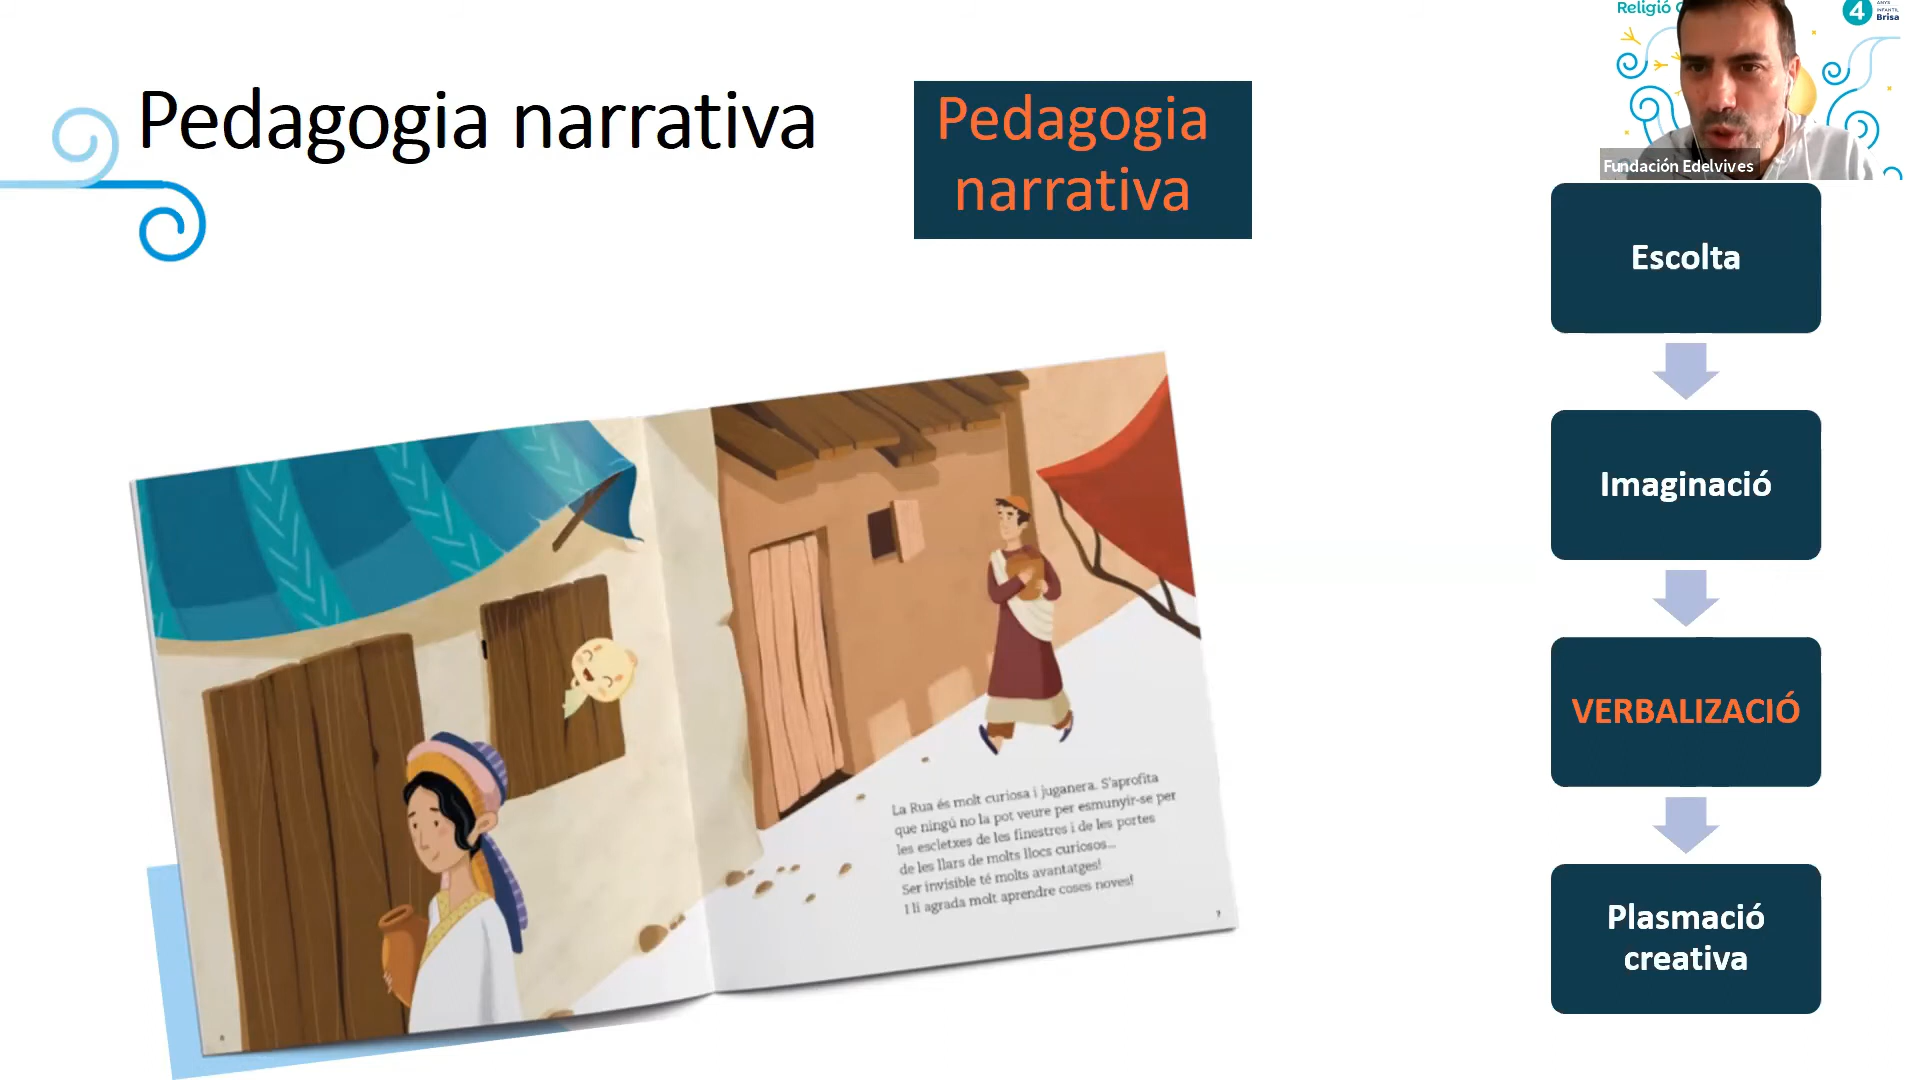 Pedagogia narrativa
Pedagogia
narrativa
Religió
4
ANYS
INFANTIL
Brisa
Fundación Edelvives
Escolta
Imaginació
VERBALIZACIÓ
Plasmació
creativa
La Rua és molt curiosa i juganera. S'aprofita
que ningú no la pot veure per esmunyir-se per
les escletxes de les finestres i de les portes
de les llars de molts llocs curiosos...
Ser invisible té molts avantatges!
I li agrada molt aprendre coses noves!
7